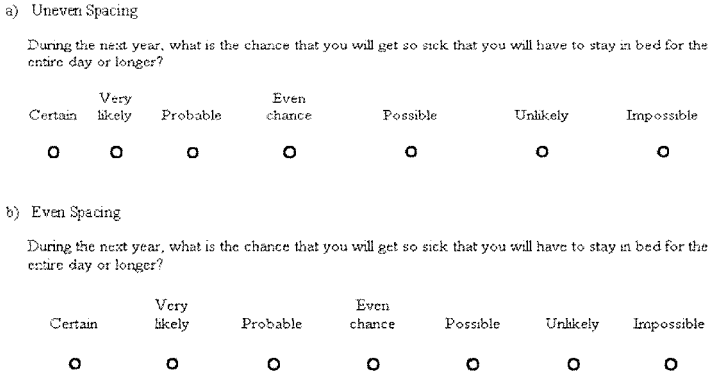 a) Uneven Spacing
During the next year, what is the chance that you will get so sick that you will have to stay in bed for the
entire day or longer?
Very Even
Certain likely Probable chance Possible Unlikely Impossible
b) Even Spacing
During the next year, what is the chance that you will get so sick that you will have to stay in bed for the
entire day or longer?
Very Even
Certain likely Probable chance Possible Unlikely Impossible